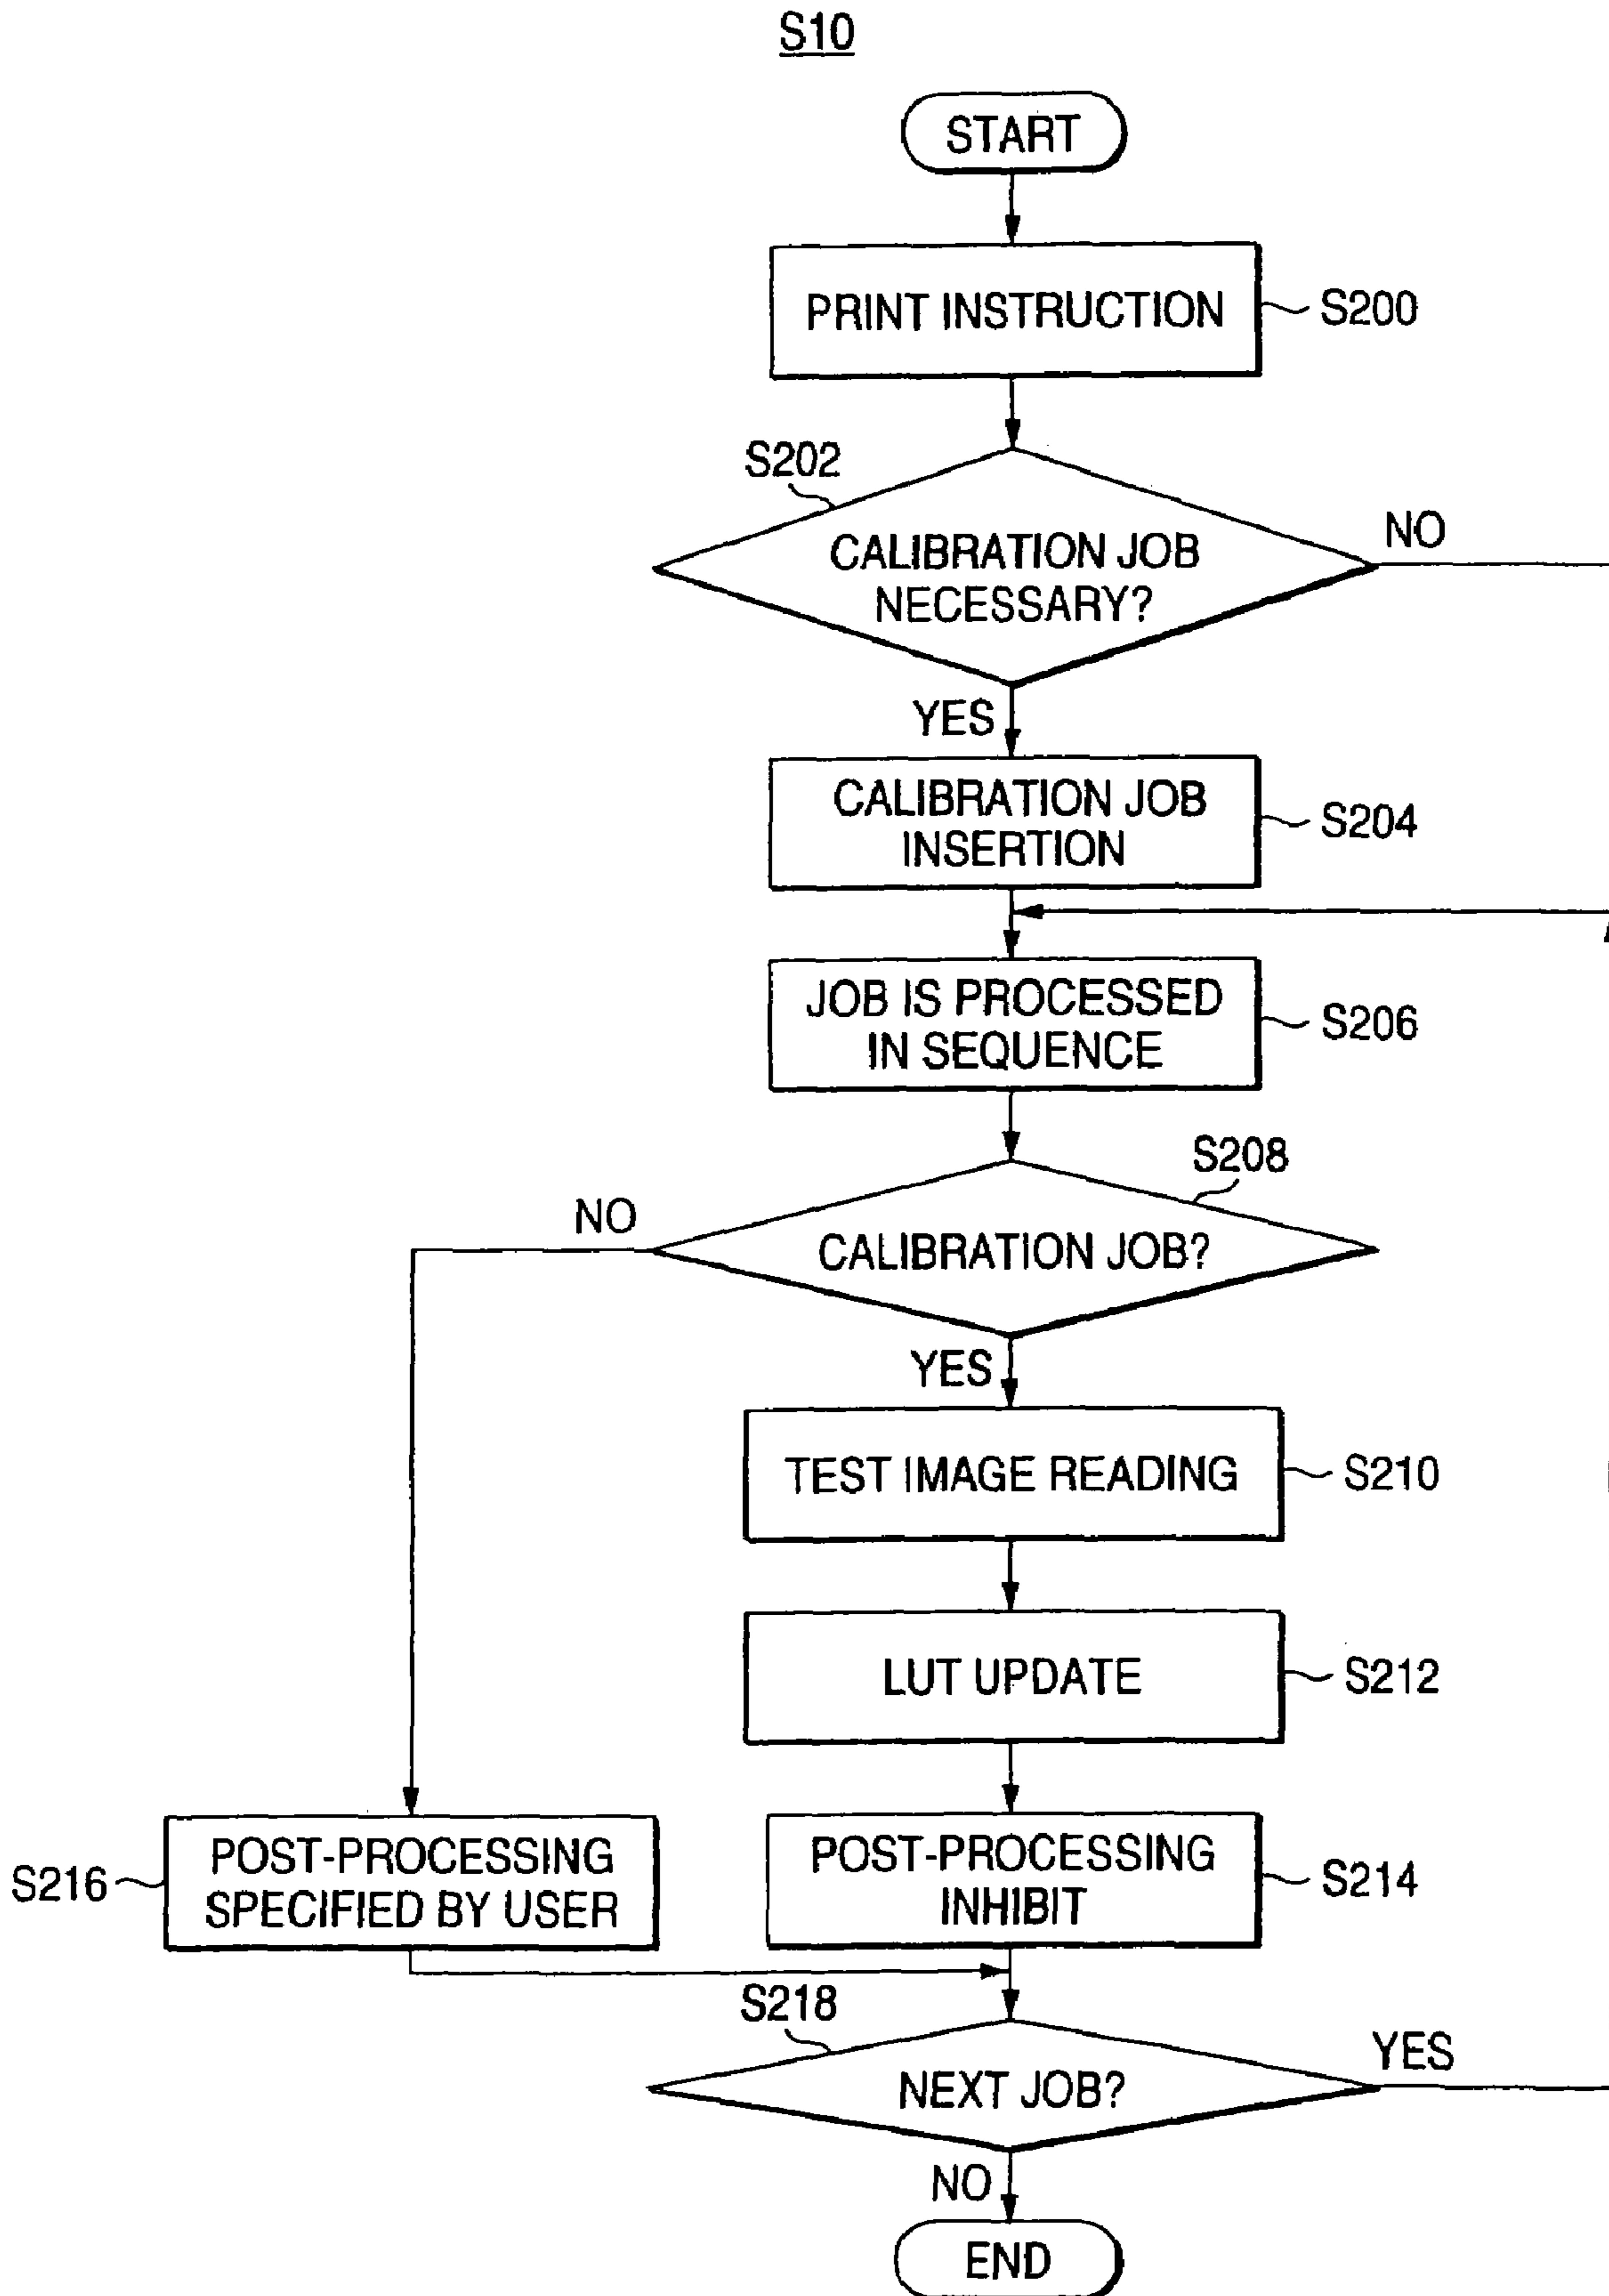 S10
START
PRINT INSTRUCTION
S200
S202
CALIBRATION JOB
NECESSARY?
NO
YES
CALIBRATION JOB
INSERTION
S204
JOB IS PROCESSED
IN SEQUENCE
S206
S208
NO
CALIBRATION JOB?
YES
TEST IMAGE READING
S210
LUT UPDATE
S212
S216
POST-PROCESSING
SPECIFIED BY USER
POST-PROCESSING
INHIBIT
S214
S218
NEXT JOB?
YES
NO
END